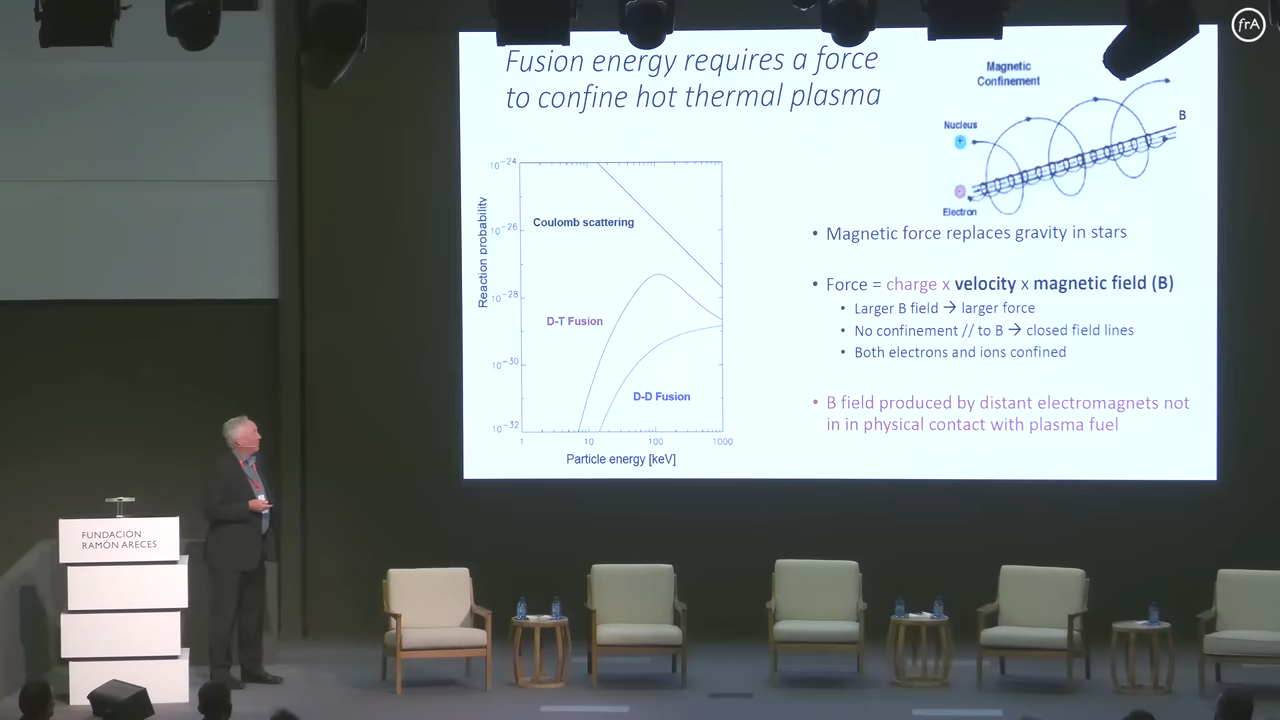 frA
Fusion energy requires a force
to confine hot thermal plasma
Magnetic
Confinement
Nucleus
B
Electron
10-24
10-26
10-28
10-30
10-32
Reaction probability
Coulomb scattering
D-T Fusion
D-D Fusion
1
10
100
1000
Particle energy [keV]
• Magnetic force replaces gravity in stars
• Force = charge x velocity x magnetic field (B)
• Larger B field → larger force
• No confinement // to B → closed field lines
• Both electrons and ions confined
• B field produced by distant electromagnets not
in in physical contact with plasma fuel
FUNDACIÓN
RAMÓN ARECES